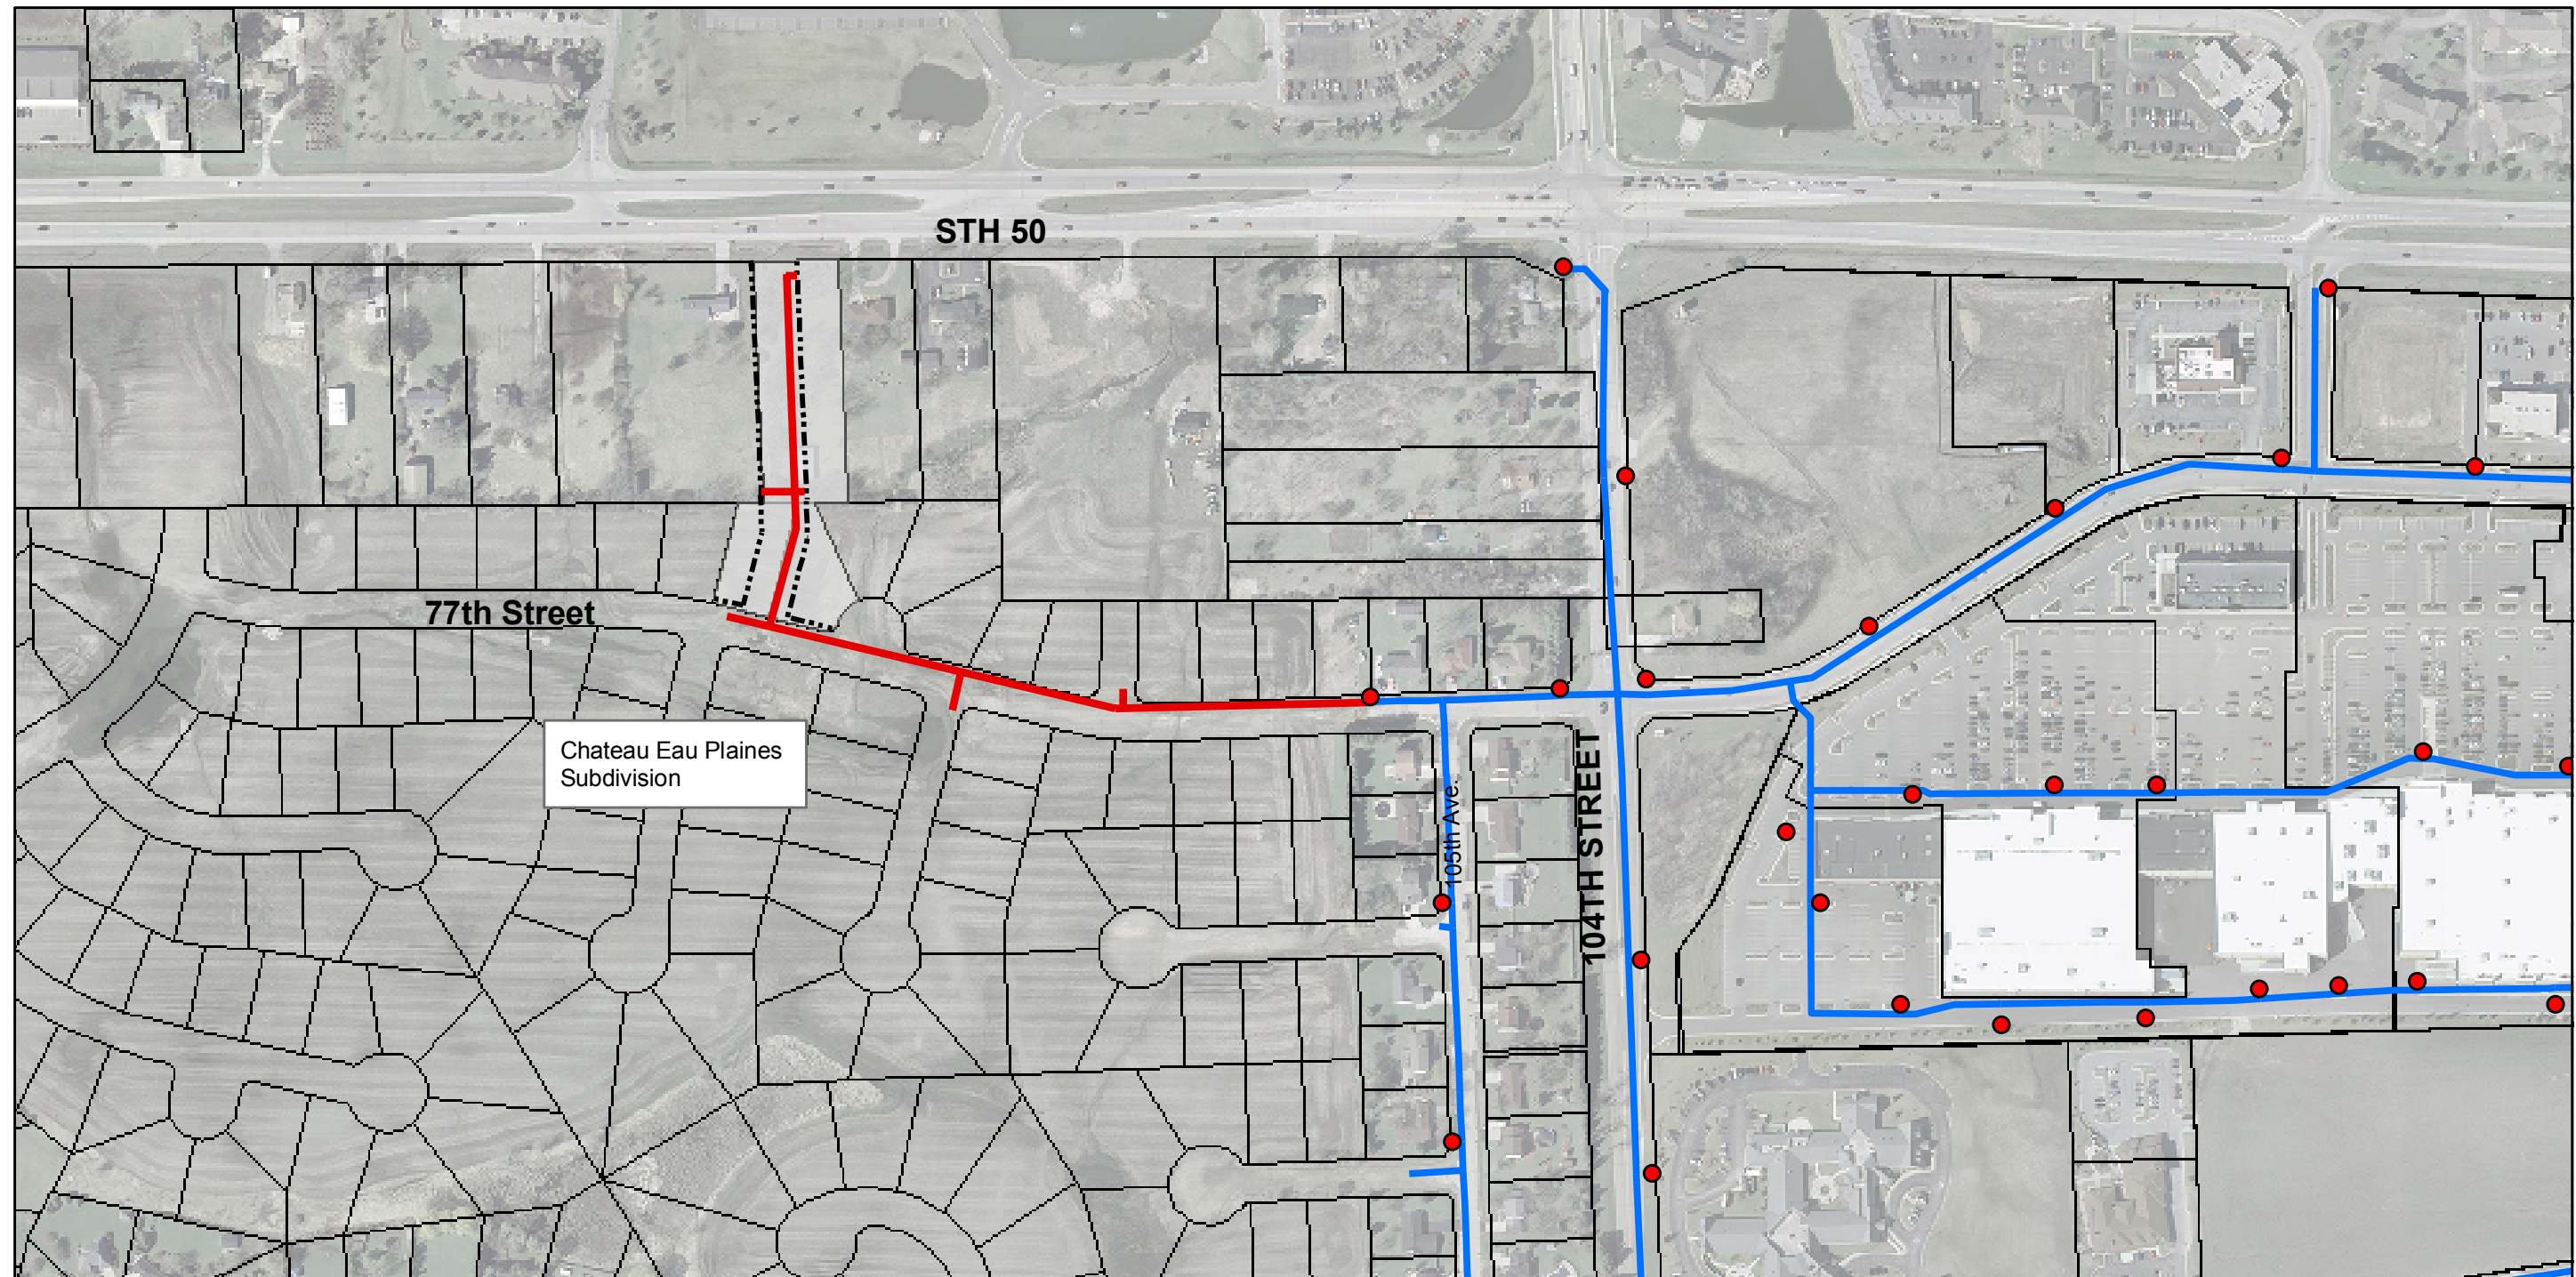 STH 50
77th Street
Chateau Eau Plaines
Subdivision
105th Ave.
104TH STREET